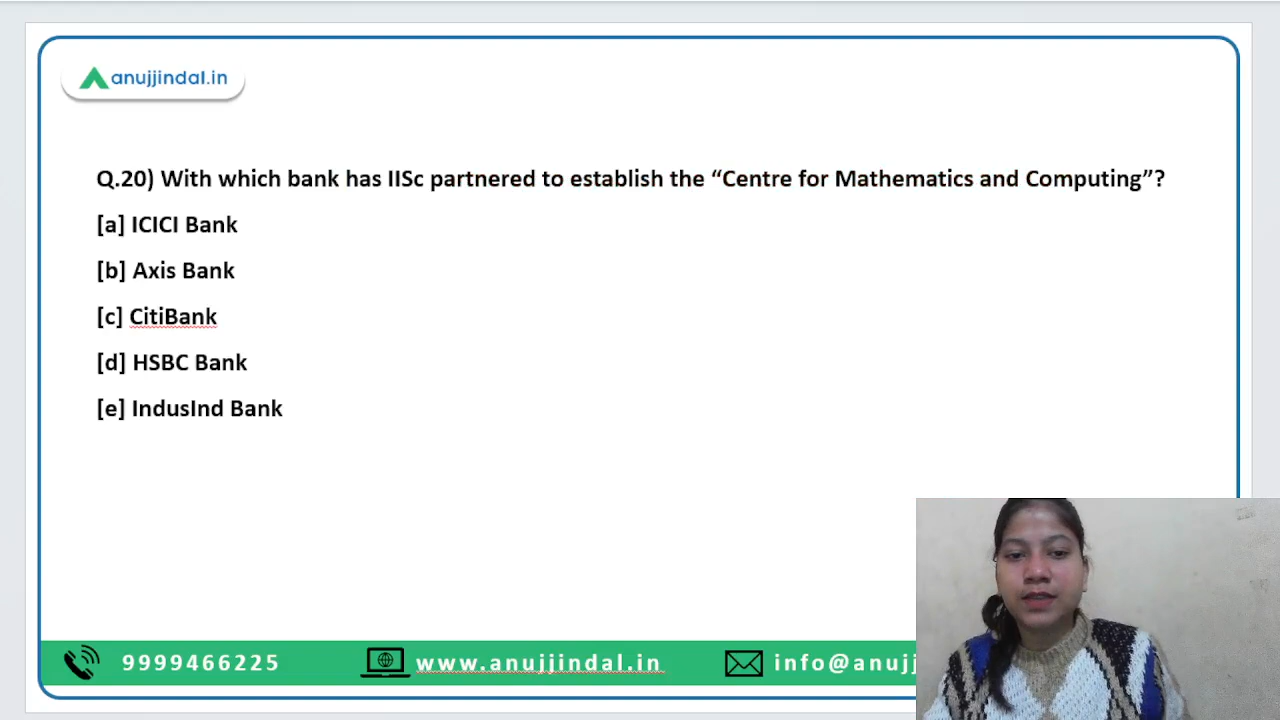 anujjindal.in
Q.20) With which bank has IISc partnered to establish the “Centre for Mathematics and Computing”?
[a] ICICI Bank
[b] Axis Bank
[c] CitiBank
[d] HSBC Bank
[e] IndusInd Bank
9999466225 www.anujjindal.in info@anujj